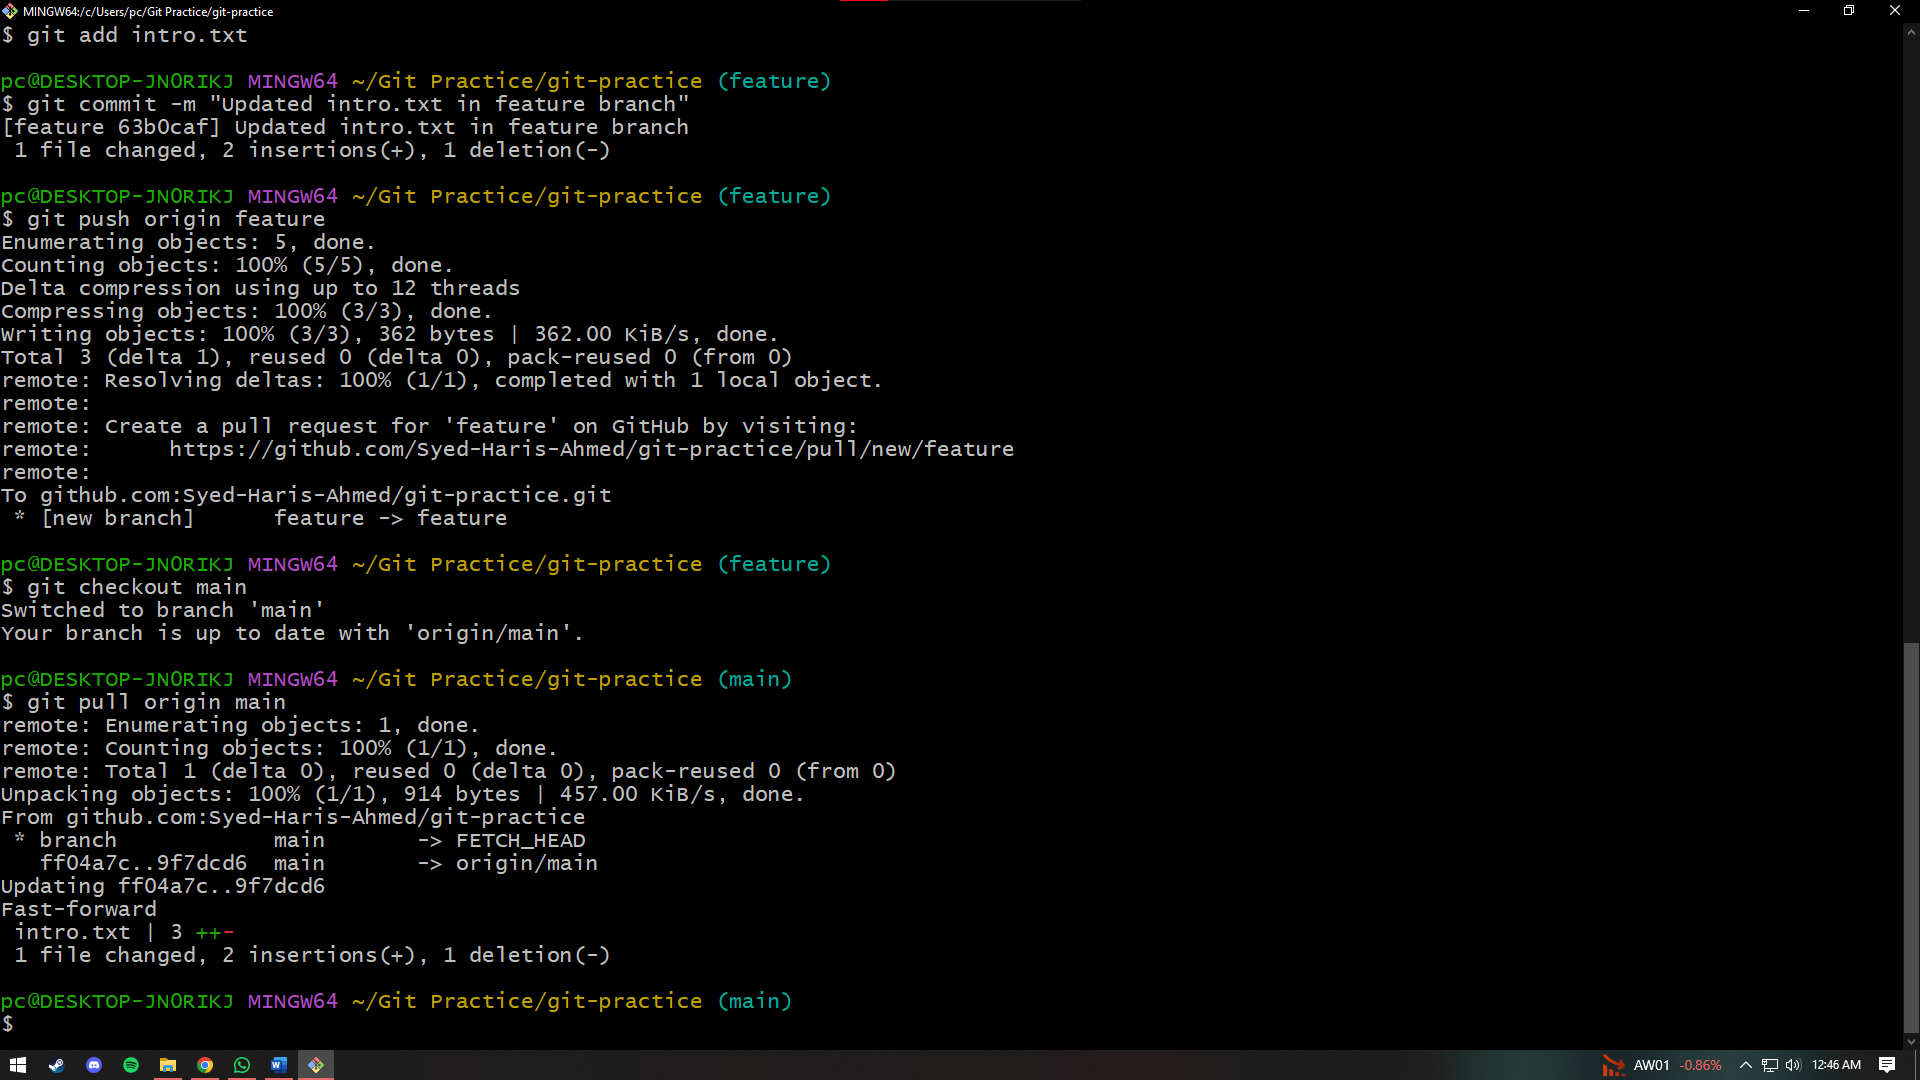 MINGW64:/c/Users/pc/Git Practice/git-practice
$ git add intro.txt
pc@DESKTOP-JN0RIKJ MINGW64 ~/Git Practice/git-practice (feature)
$ git commit -m "Updated intro.txt in feature branch"
[feature 63b0caf] Updated intro.txt in feature branch
 1 file changed, 2 insertions(+), 1 deletion(-)
pc@DESKTOP-JN0RIKJ MINGW64 ~/Git Practice/git-practice (feature)
$ git push origin feature
Enumerating objects: 5, done.
Counting objects: 100% (5/5), done.
Delta compression using up to 12 threads
Compressing objects: 100% (3/3), done.
Writing objects: 100% (3/3), 362 bytes | 362.00 KiB/s, done.
Total 3 (delta 1), reused 0 (delta 0), pack-reused 0 (from 0)
remote: Resolving deltas: 100% (1/1), completed with 1 local object.
remote:
remote: Create a pull request for 'feature' on GitHub by visiting:
remote:      https://github.com/Syed-Haris-Ahmed/git-practice/pull/new/feature
remote:
To github.com:Syed-Haris-Ahmed/git-practice.git
 * [new branch]      feature -> feature
pc@DESKTOP-JN0RIKJ MINGW64 ~/Git Practice/git-practice (feature)
$ git checkout main
Switched to branch 'main'
Your branch is up to date with 'origin/main'.
pc@DESKTOP-JN0RIKJ MINGW64 ~/Git Practice/git-practice (main)
$ git pull origin main
remote: Enumerating objects: 1, done.
remote: Counting objects: 100% (1/1), done.
remote: Total 1 (delta 0), reused 0 (delta 0), pack-reused 0 (from 0)
Unpacking objects: 100% (1/1), 914 bytes | 457.00 KiB/s, done.
From github.com:Syed-Haris-Ahmed/git-practice
 * branch            main       -> FETCH_HEAD
   ff04a7c..9f7dcd6  main       -> origin/main
Updating ff04a7c..9f7dcd6
Fast-forward
 intro.txt | 3 ++-
 1 file changed, 2 insertions(+), 1 deletion(-)
pc@DESKTOP-JN0RIKJ MINGW64 ~/Git Practice/git-practice (main)
$
AW01 -0.86% 12:46 AM